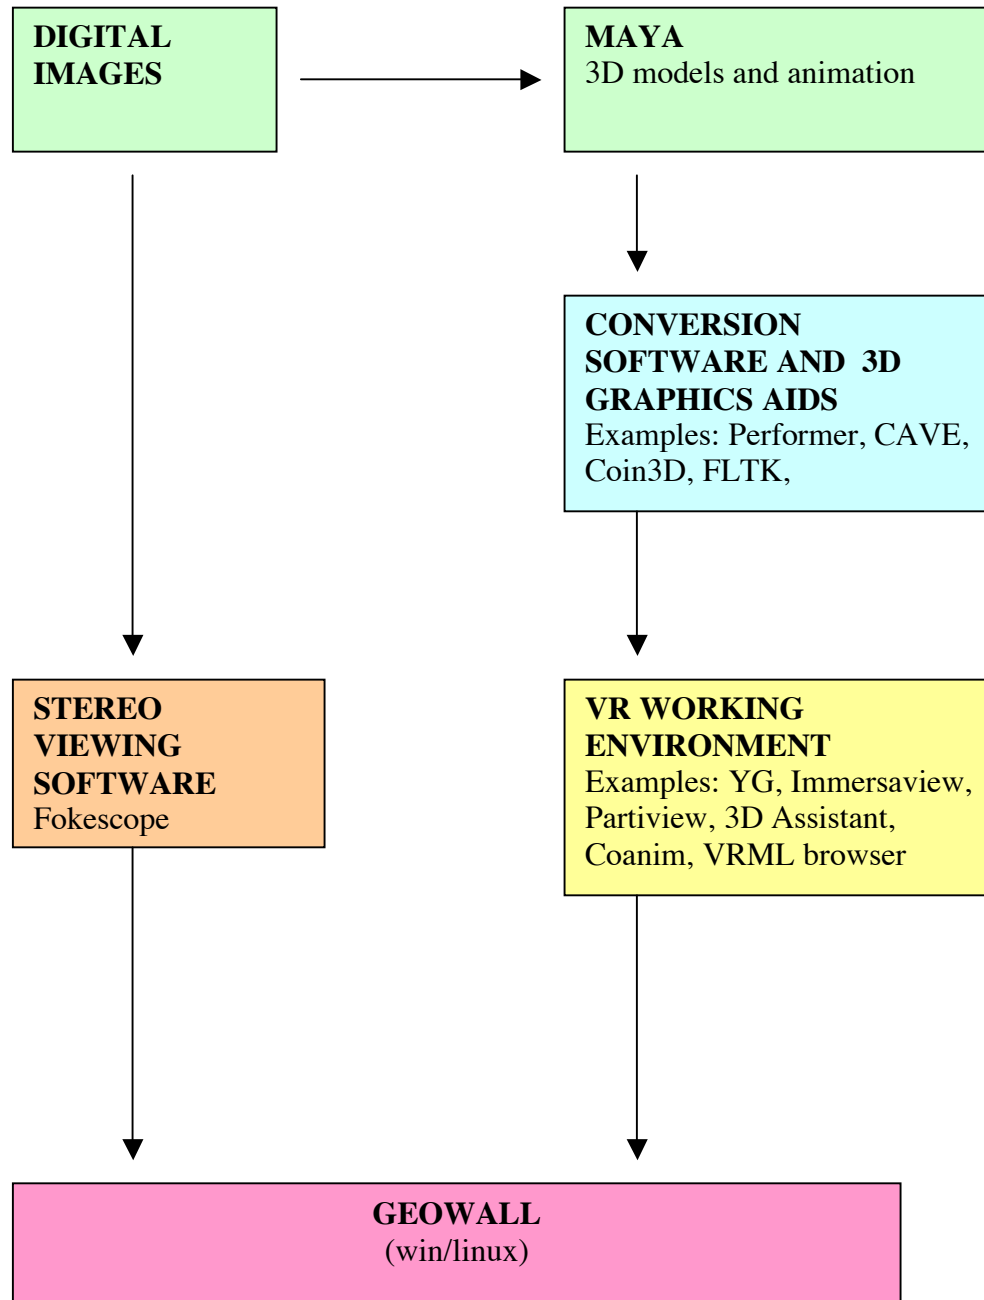 DIGITAL
IMAGES
MAYA
3D models and animation
CONVERSION
SOFTWARE AND  3D
GRAPHICS AIDS
Examples: Performer, CAVE,
Coin3D, FLTK,
STEREO
VIEWING
SOFTWARE
Fokescope
VR WORKING
ENVIRONMENT
Examples: YG, Immersaview,
Partiview, 3D Assistant,
Coanim, VRML browser
GEOWALL
(win/linux)